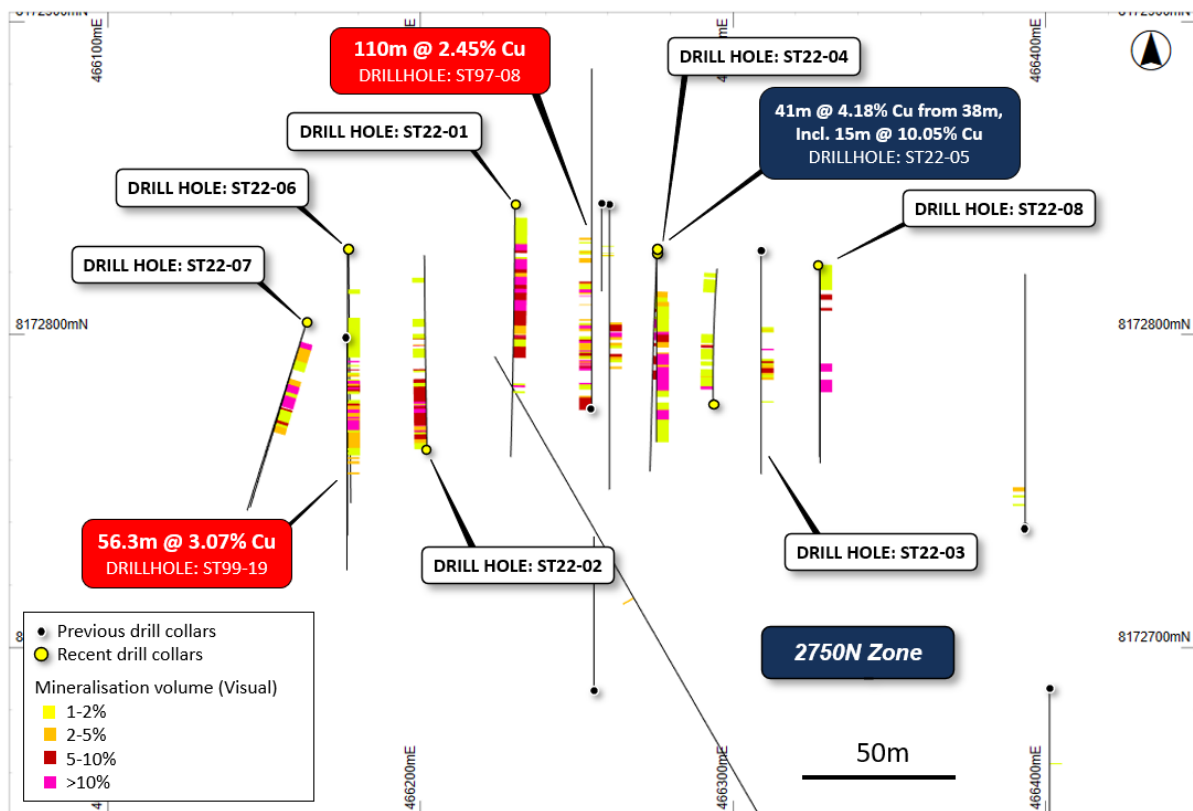 8172900mN
8172900mN
466100mE
466400mE
110m @ 2.45% Cu
DRILLHOLE: ST97-08
DRILL HOLE: ST22-04
41m @ 4.18% Cu from 38m,
Incl. 15m @ 10.05% Cu
DRILLHOLE: ST22-05
DRILL HOLE: ST22-01
DRILL HOLE: ST22-06
DRILL HOLE: ST22-08
DRILL HOLE: ST22-07
8172800mN
8172800mN
56.3m @ 3.07% Cu
DRILLHOLE: ST99-19
DRILL HOLE: ST22-02
DRILL HOLE: ST22-03
Previous drill collars
Recent drill collars
Mineralisation volume (Visual)
1-2%
2-5%
5-10%
>10%
8172700mN
2750N Zone
50m
466200mE
466300mE
466400mE